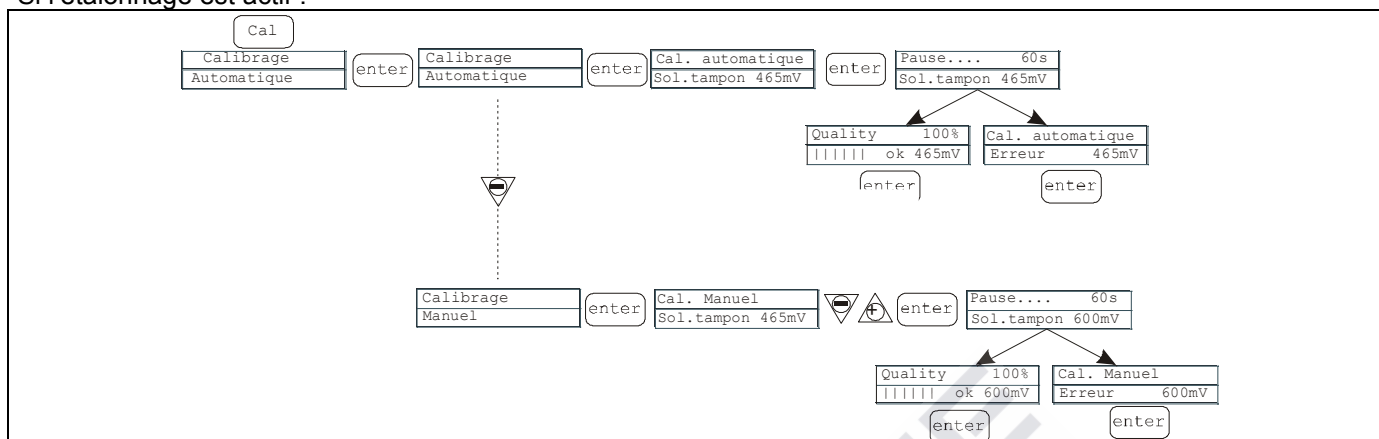 Si l'étalonnage est actif :
Cal
Calibrage
Automatique
enter
Calibrage
Automatique
enter
Cal. automatique
Sol.tampon 465mV
enter
Pause.... 60s
Sol.tampon 465mV
Quality 100%
|||||| ok 465mV
enter
Cal. automatique
Erreur 465mV
enter
Calibrage
Manuel
enter
Cal. Manuel
Sol.tampon 465mV
enter
Pause.... 60s
Sol.tampon 600mV
Quality 100%
|||||| ok 600mV
enter
Cal. Manuel
Erreur 600mV
enter